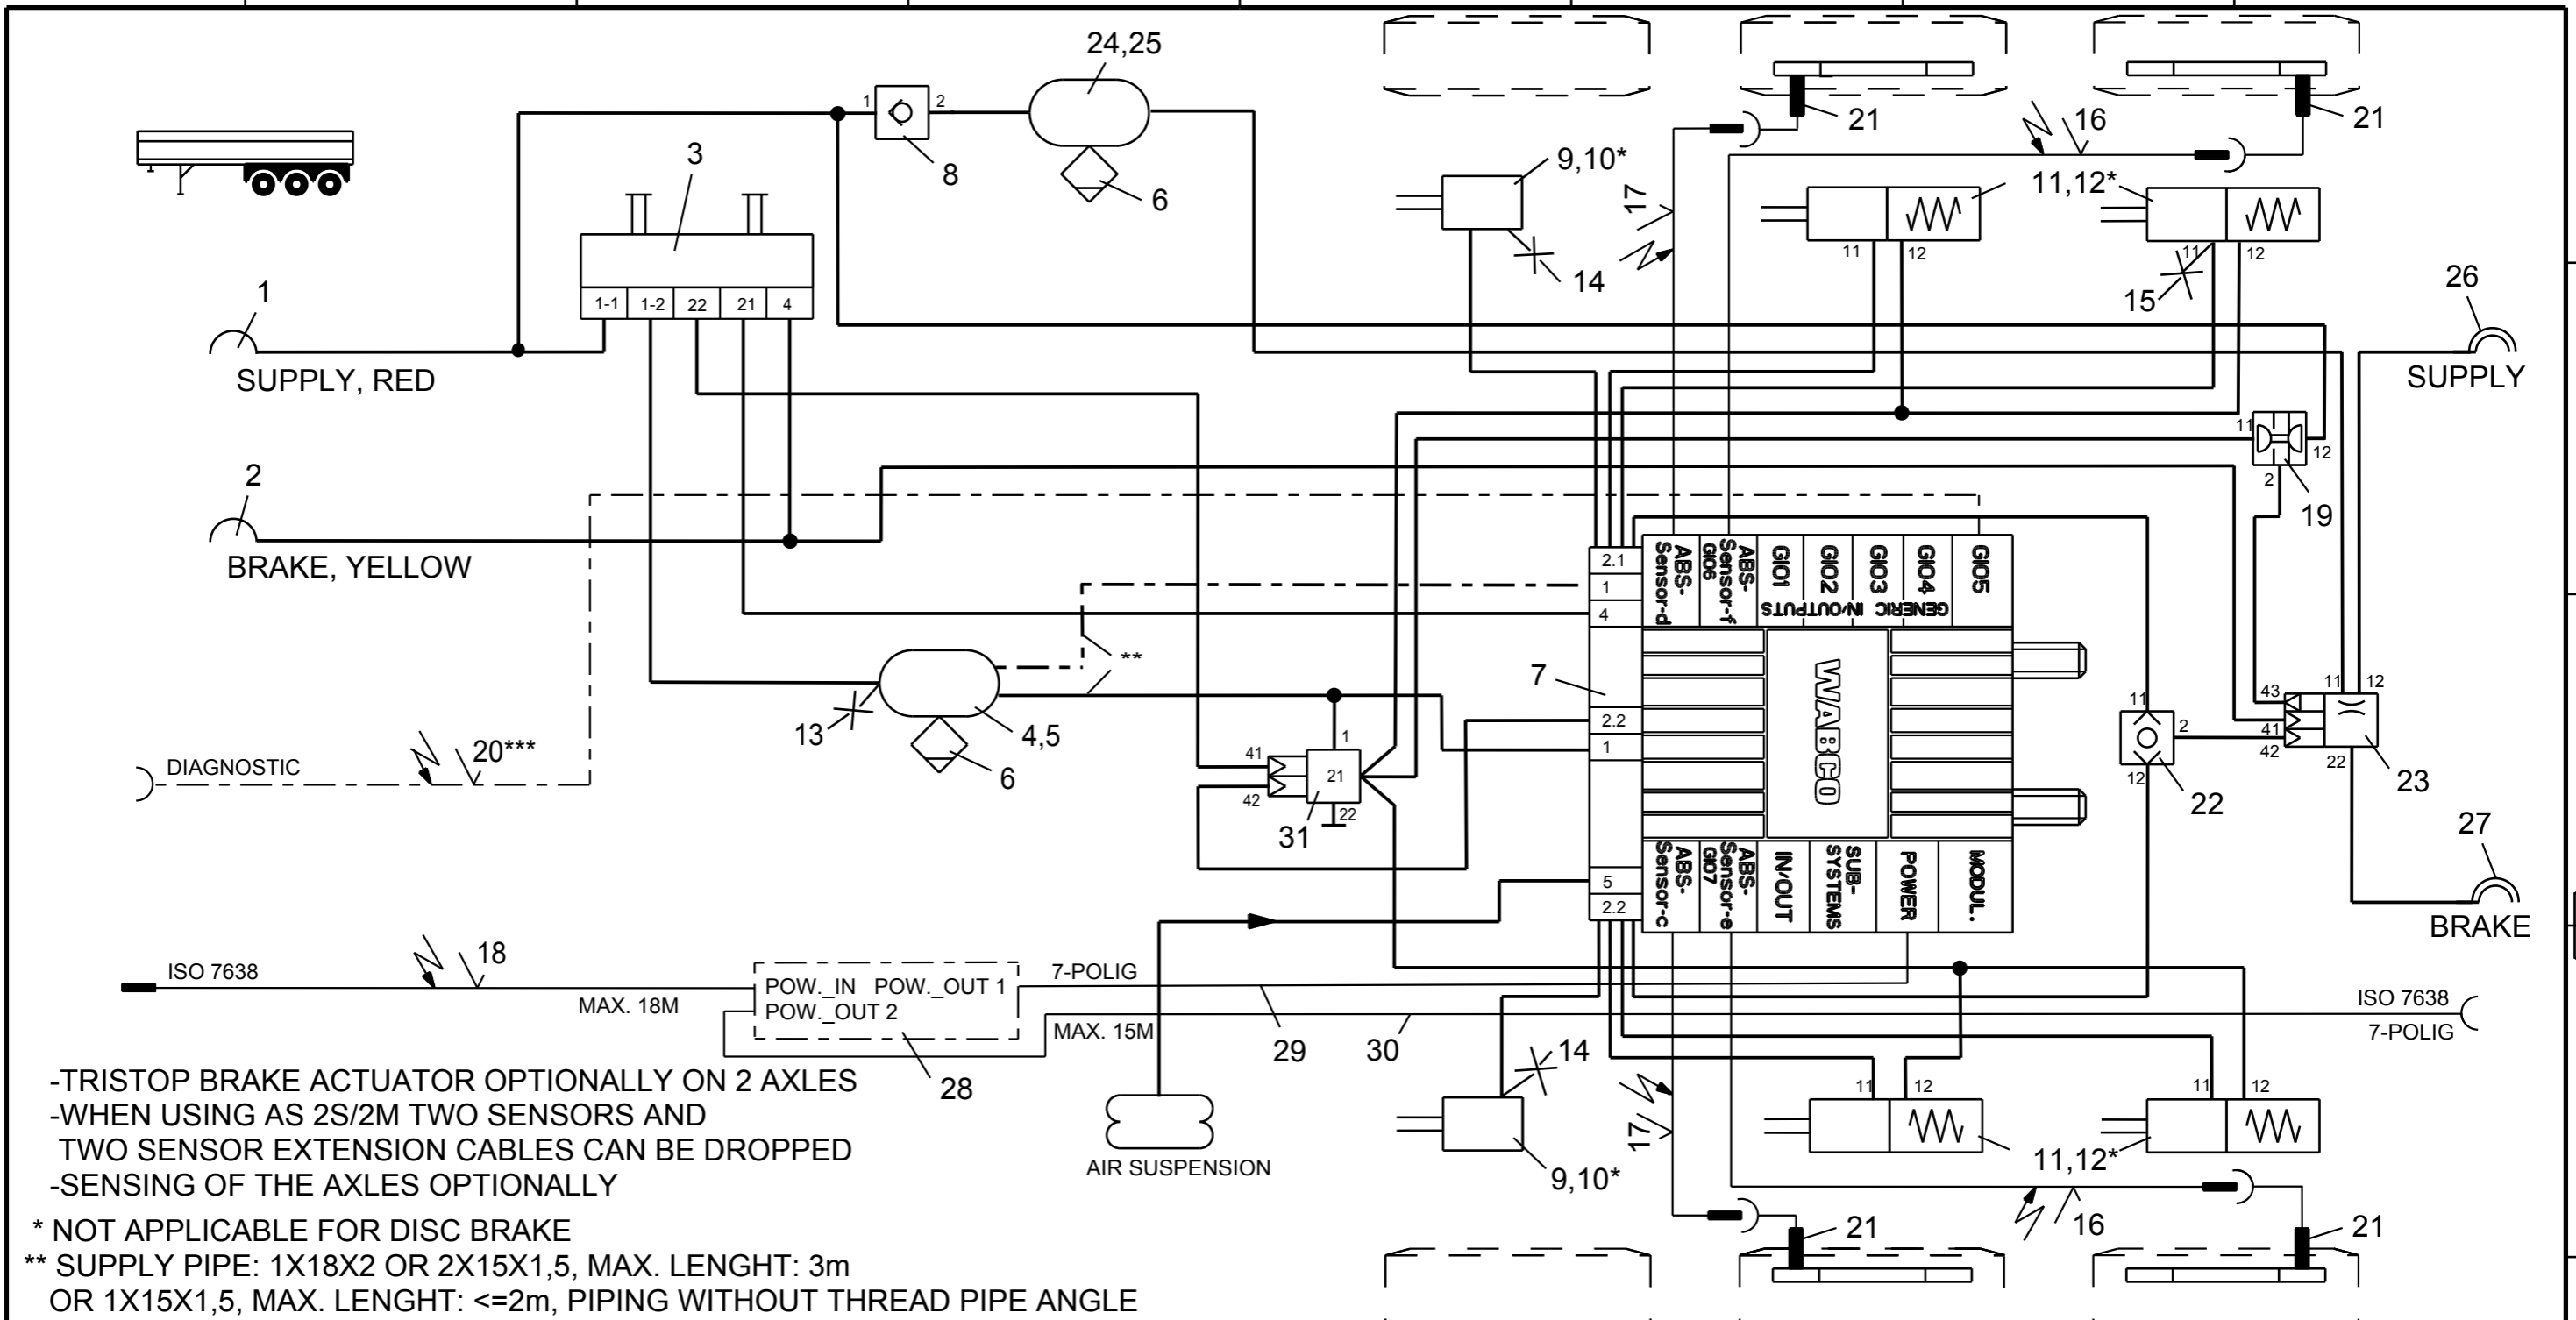 24,25
1
2
8
6
3
1-1
1-2
22
21
4
1
SUPPLY, RED
2
BRAKE, YELLOW
21
16
21
9,10*
17
14
11,12*
11
12
11
12
15
26
SUPPLY
11
12
2
19
2.1
1
4
7
2.2
1
5
2.2
ABS-
Sensor-d
ABS-
Sensor-f
GIO6
GIO1
GIO2
GIO3
GIO4
GIO5
GENERIC IN/OUTPUTS
WABCO
ABS-
Sensor-c
ABS-
Sensor-e
GIO7
IN/OUT
SUB-
SYSTEMS
POWER
MODUL.
**
13
4,5
6
DIAGNOSTIC
20***
1
41
21
42
22
31
11
2
12
22
43
11
12
41
42
22
23
27
BRAKE
ISO 7638
18
MAX. 18M
POW._IN POW._OUT 1
POW._OUT 2
7-POLIG
MAX. 15M
28
29
30
ISO 7638
7-POLIG
AIR SUSPENSION
14
9,10*
17
11
12
11
12
11,12*
16
21
21
-TRISTOP BRAKE ACTUATOR OPTIONALLY ON 2 AXLES
-WHEN USING AS 2S/2M TWO SENSORS AND
TWO SENSOR EXTENSION CABLES CAN BE DROPPED
-SENSING OF THE AXLES OPTIONALLY
* NOT APPLICABLE FOR DISC BRAKE
** SUPPLY PIPE: 1X18X2 OR 2X15X1,5, MAX. LENGHT: 3m
OR 1X15X1,5, MAX. LENGHT: <=2m, PIPING WITHOUT THREAD PIPE ANGLE